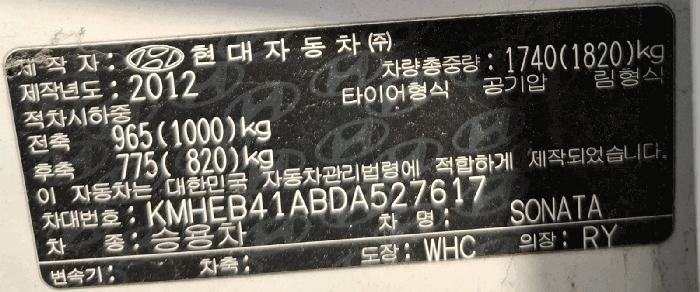 제작자: 현대자동차(주)
제작년도: 2012 차량총중량: 1740(1820)kg
적차시하중 타이어형식 공기압 림형식
전축 965(1000)kg
후축 775( 820)kg
이 자동차는 대한민국 자동차관리법령에 적합하게 제작되었습니다.
차대번호: KMHEB41ABDA527617
차 종: 승용차 차 명: SONATA
변속기: 차축: 도장: WHC 의장: RY